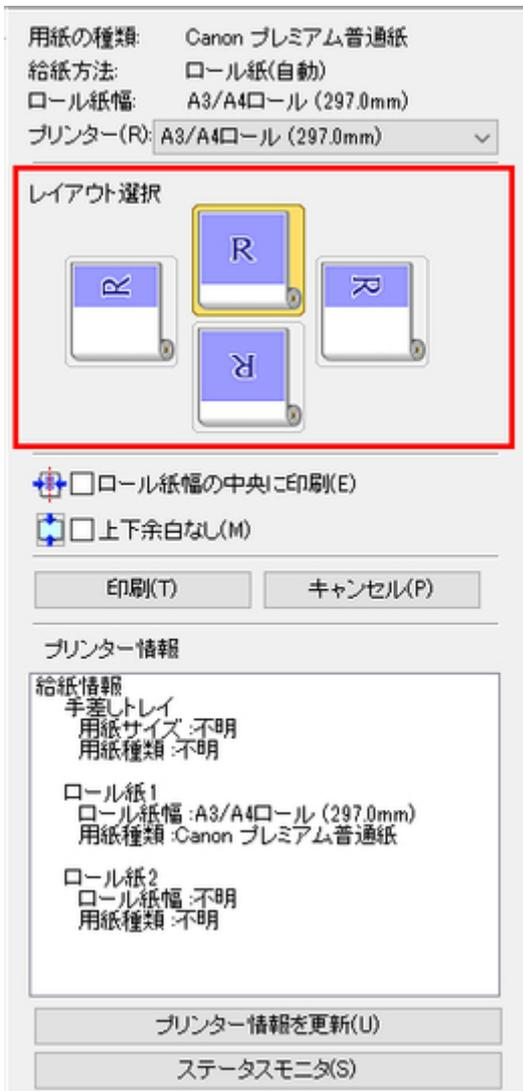 用紙の種類: Canon プレミアム普通紙
給紙方法: ロール紙(自動)
ロール紙幅: A3/A4ロール (297.0mm)
プリンター(R): A3/A4ロール (297.0mm)
レイアウト選択
R
R
R
R
ロール紙幅の中央に印刷(E)
上下余白なし(M)
印刷(T) キャンセル(P)
プリンター情報
給紙情報
手差しトレイ
用紙サイズ :不明
用紙種類 :不明
ロール紙1
ロール紙幅 :A3/A4ロール (297.0mm)
用紙種類 :Canon プレミアム普通紙
ロール紙2
ロール紙幅 :不明
用紙種類 :不明
プリンター情報を更新(U)
ステータスモニタ(S)